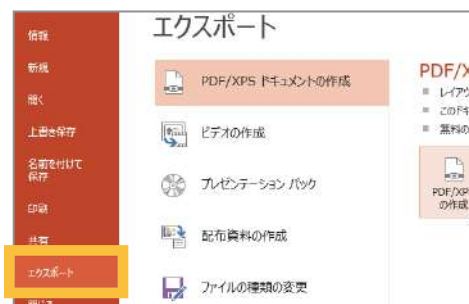 情報
新規
開く
上書き保存
名前を付けて
保存
印刷
共有
エクスポート
閉じる
エクスポート
PDF/XPS ドキュメントの作成
ビデオの作成
プレゼンテーション パック
配布資料の作成
ファイルの種類の変更
PDF/X
レイアウ
このドキ
無料の
PDF/XP
の作成